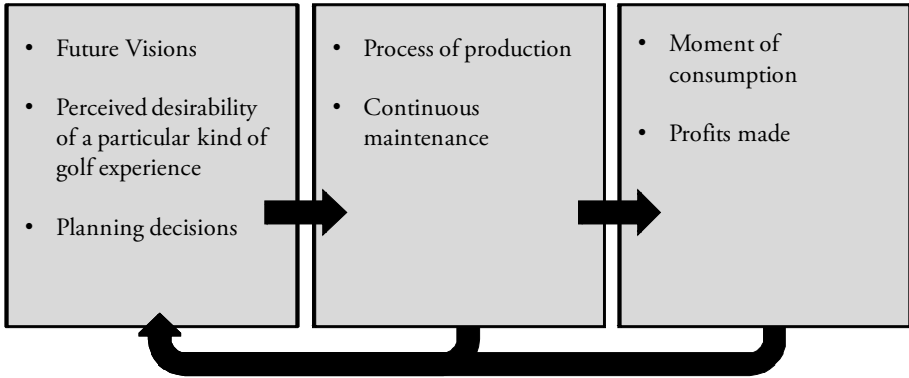 • Future Visions
• Perceived desirability
of a particular kind of
golf experience
• Planning decisions
• Process of production
• Continuous
maintenance
• Moment of
consumption
• Profits made